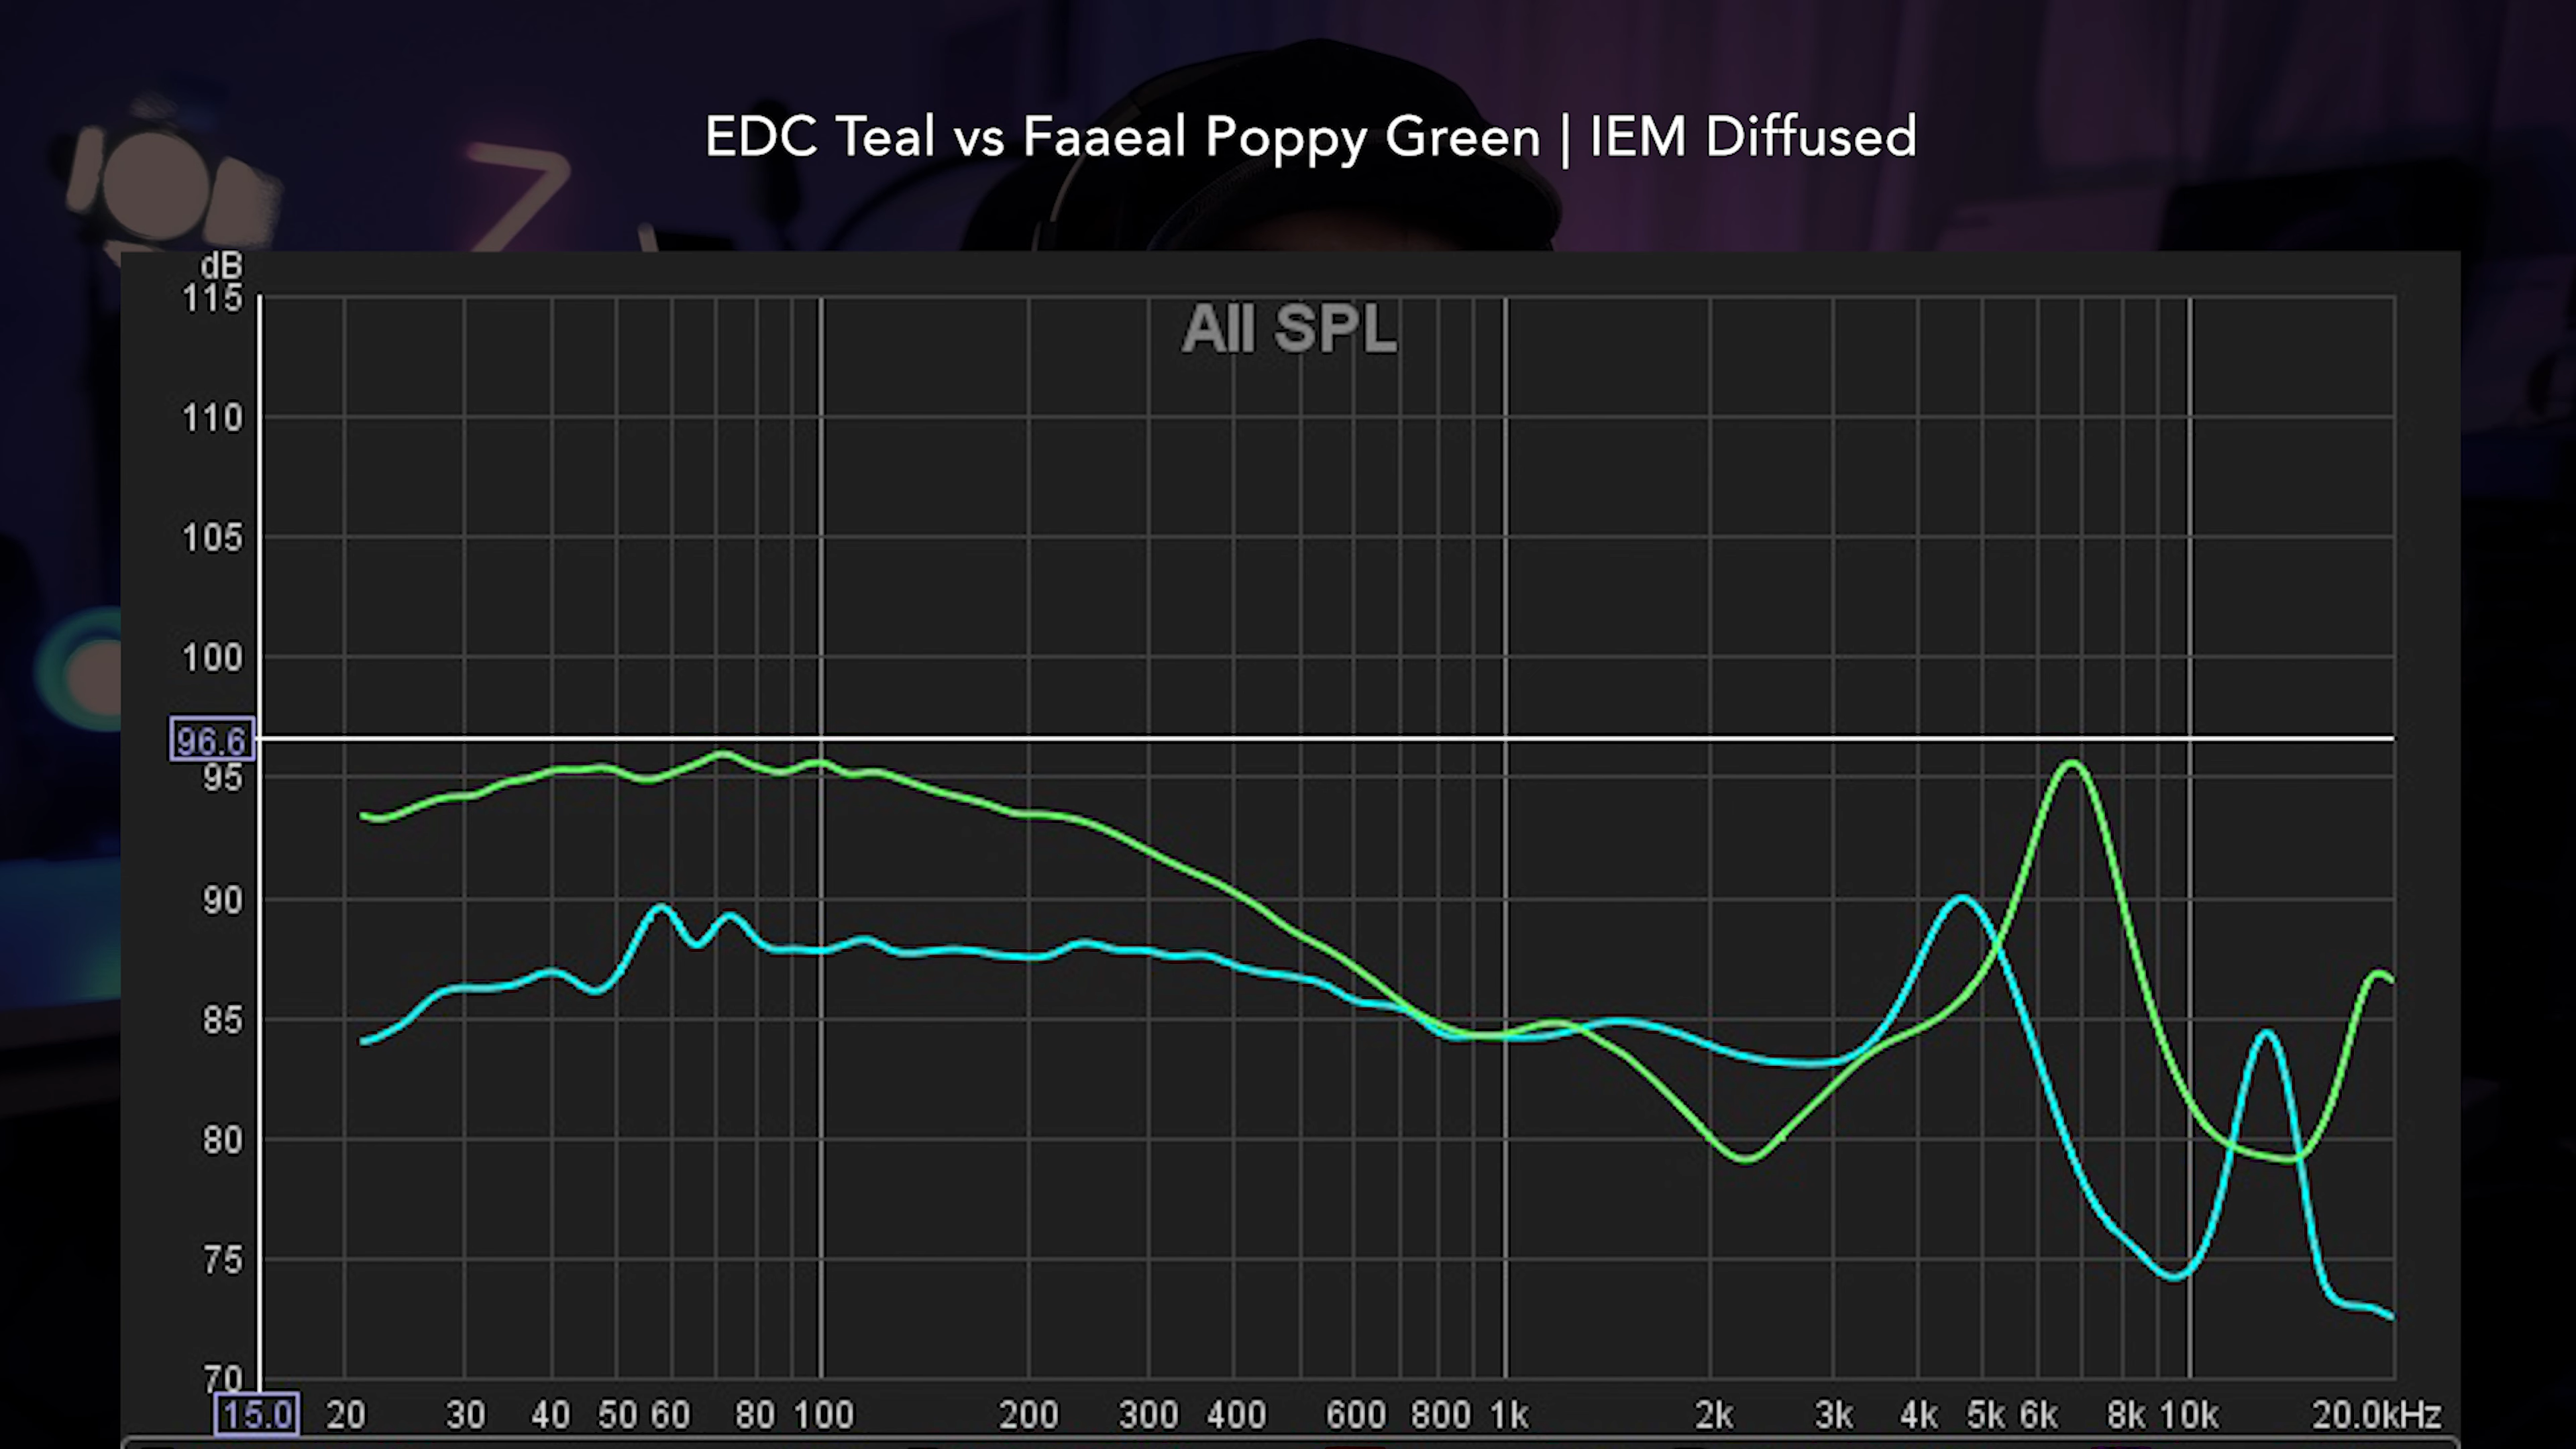 EDC Teal vs Faaeal Poppy Green | IEM Diffused
dB
All SPL
115
110
105
100
96.6
95
90
85
80
75
70
15.0 20 30 40 50 60 80 100 200 300 400 600 800 1k 2k 3k 4k 5k 6k 8k 10k 20.0kHz